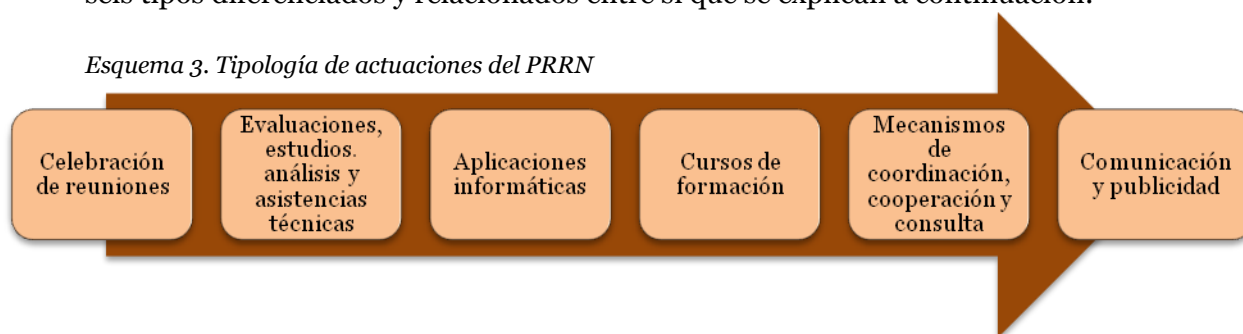 seis tipos diferenciados y relacionados entre sí que se explican a continuación:
Esquema 3. Tipología de actuaciones del PRRN
Celebración
de reuniones
Evaluaciones,
estudios.
análisis y
asistencias
técnicas
Aplicaciones
informáticas
Cursos de
formación
Mecanismos
de
coordinación,
cooperación y
consulta
Comunicación
y publicidad